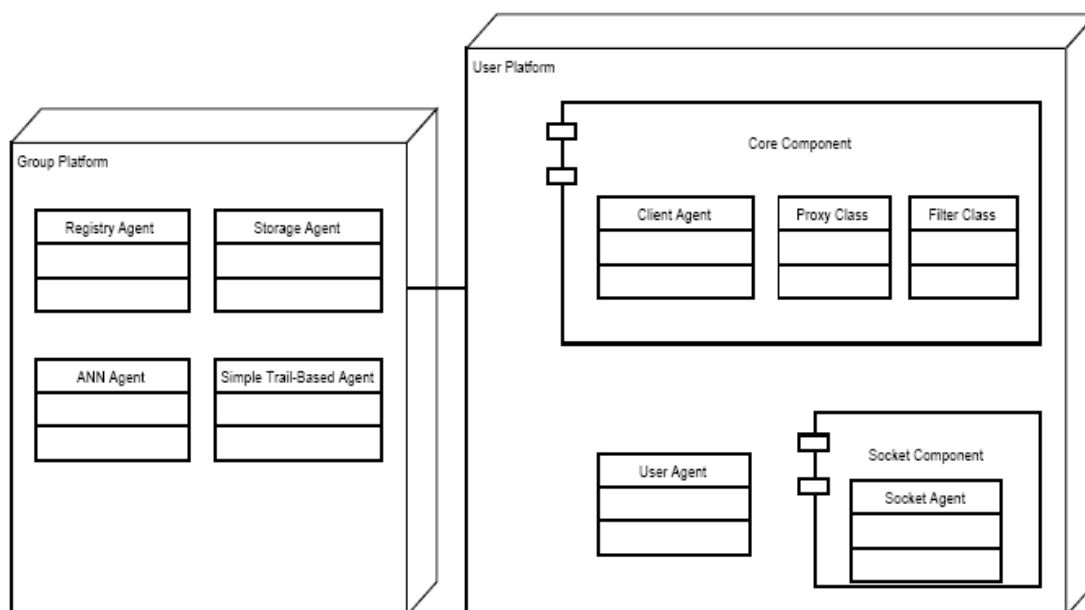 User Platform
Group Platform
Core Component
Registry Agent
Storage Agent
Client Agent
Proxy Class
Filter Class
ANN Agent
Simple Trail-Based Agent
User Agent
Socket Component
Socket Agent